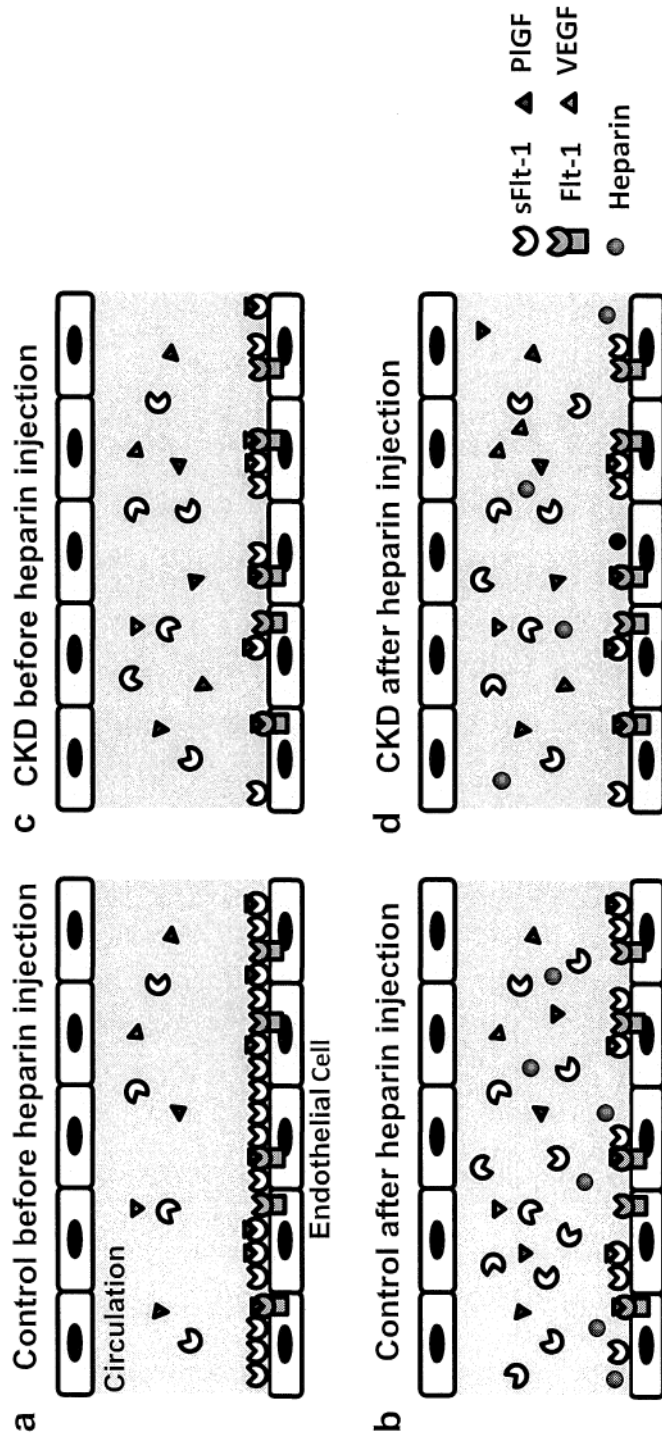 a Control before heparin injection
Circulation
Endothelial Cell
b Control after heparin injection
c CKD before heparin injection
d CKD after heparin injection
sFlt-1 PlGF
Flt-1 VEGF
Heparin